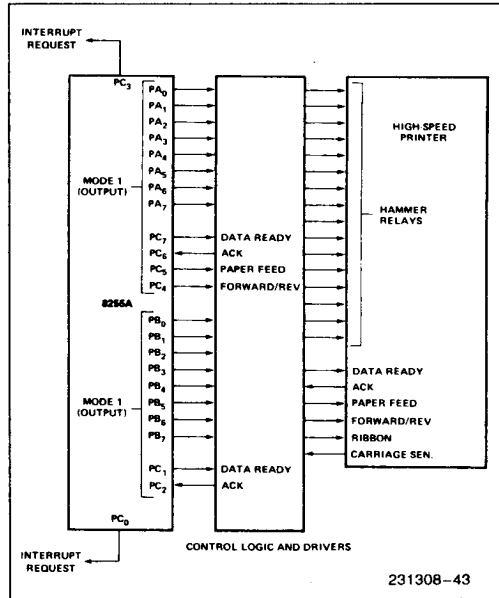 INTERRUPT
REQUEST
PC3
PA0
PA1
PA2
PA3
PA4
PA5
PA6
PA7
MODE 1
(OUTPUT)
PC7
PC6
PC5
PC4
DATA READY
ACK
PAPER FEED
FORWARD/REV
8255A
PB0
PB1
PB2
PB3
PB4
PB5
PB6
PB7
MODE 1
(OUTPUT)
PC1
PC2
DATA READY
ACK
PC0
INTERRUPT
REQUEST
CONTROL LOGIC AND DRIVERS
HIGH-SPEED
PRINTER
HAMMER
RELAYS
DATA READY
ACK
PAPER FEED
FORWARD/REV
RIBBON
CARRIAGE SEN.
231308–43